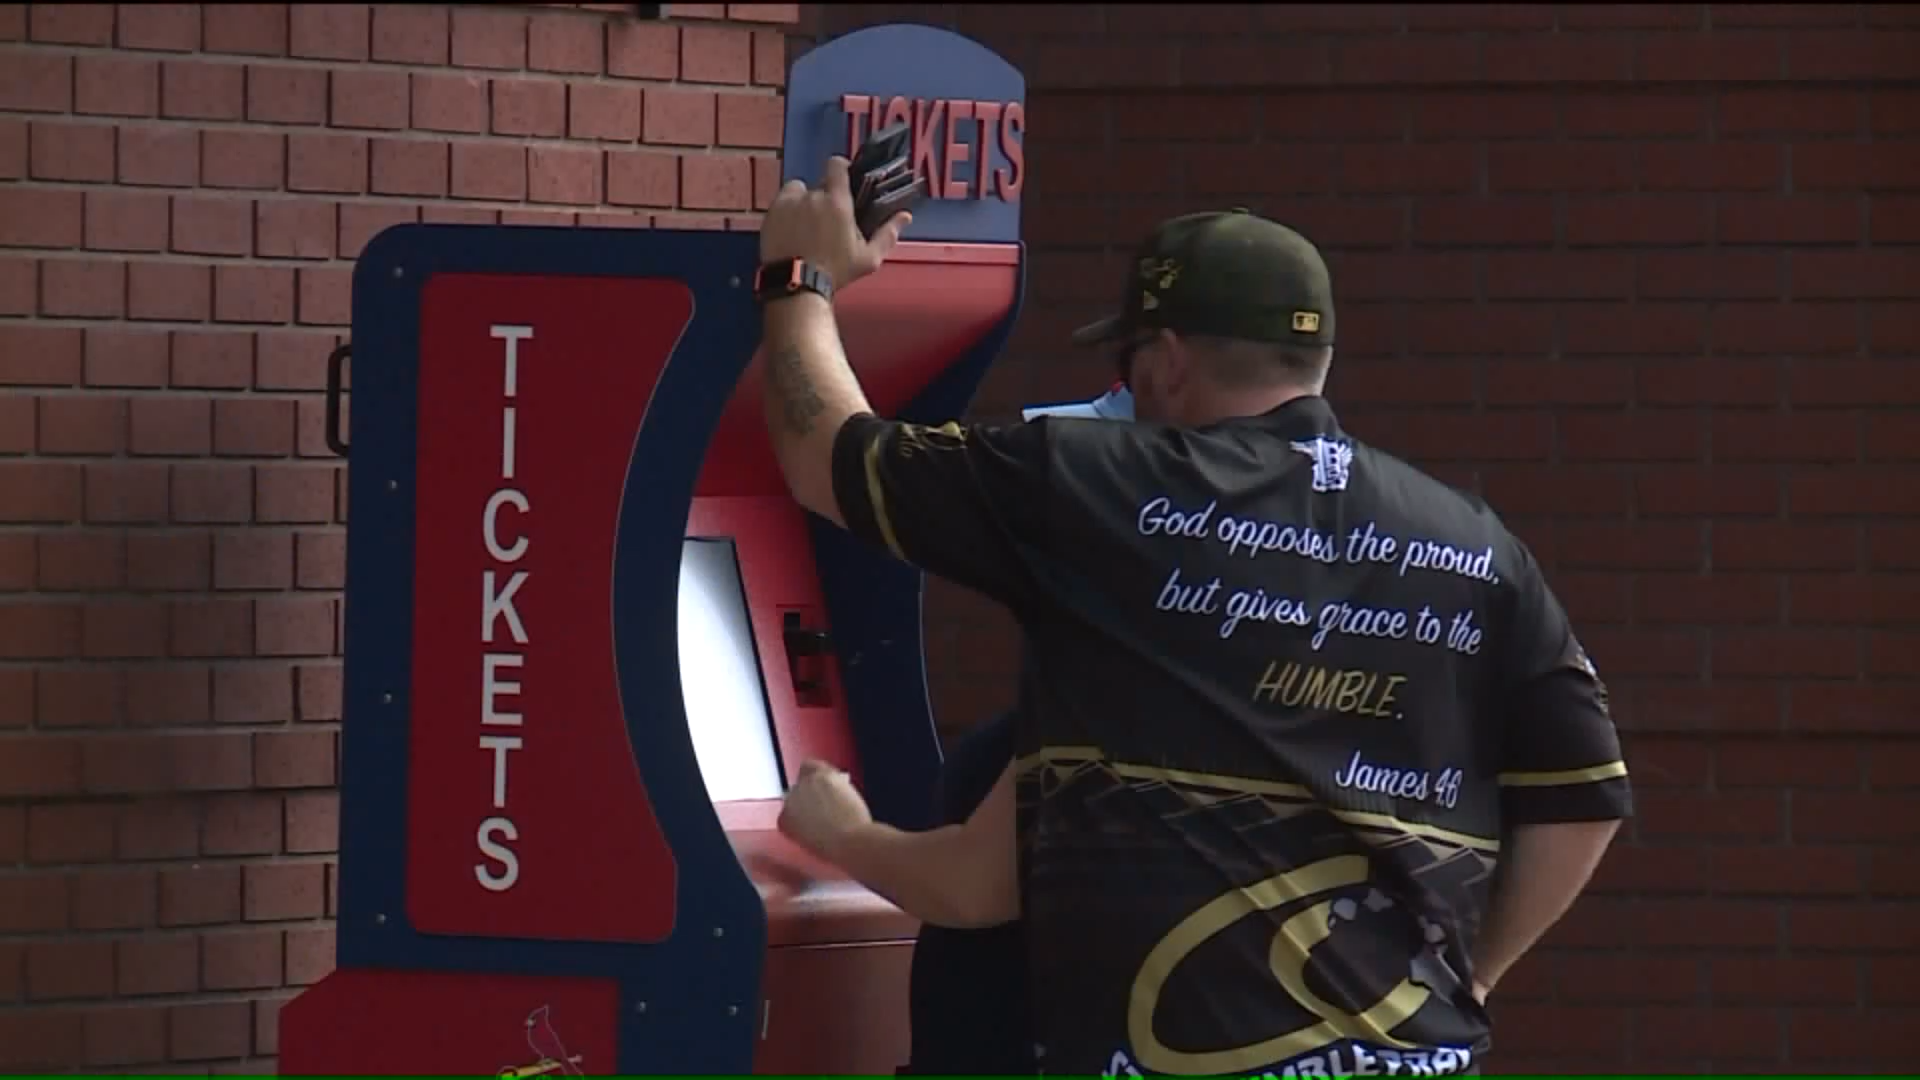 TICKETS
TICKETS
God opposes the proud,
but gives grace to the
HUMBLE.
James 4:6